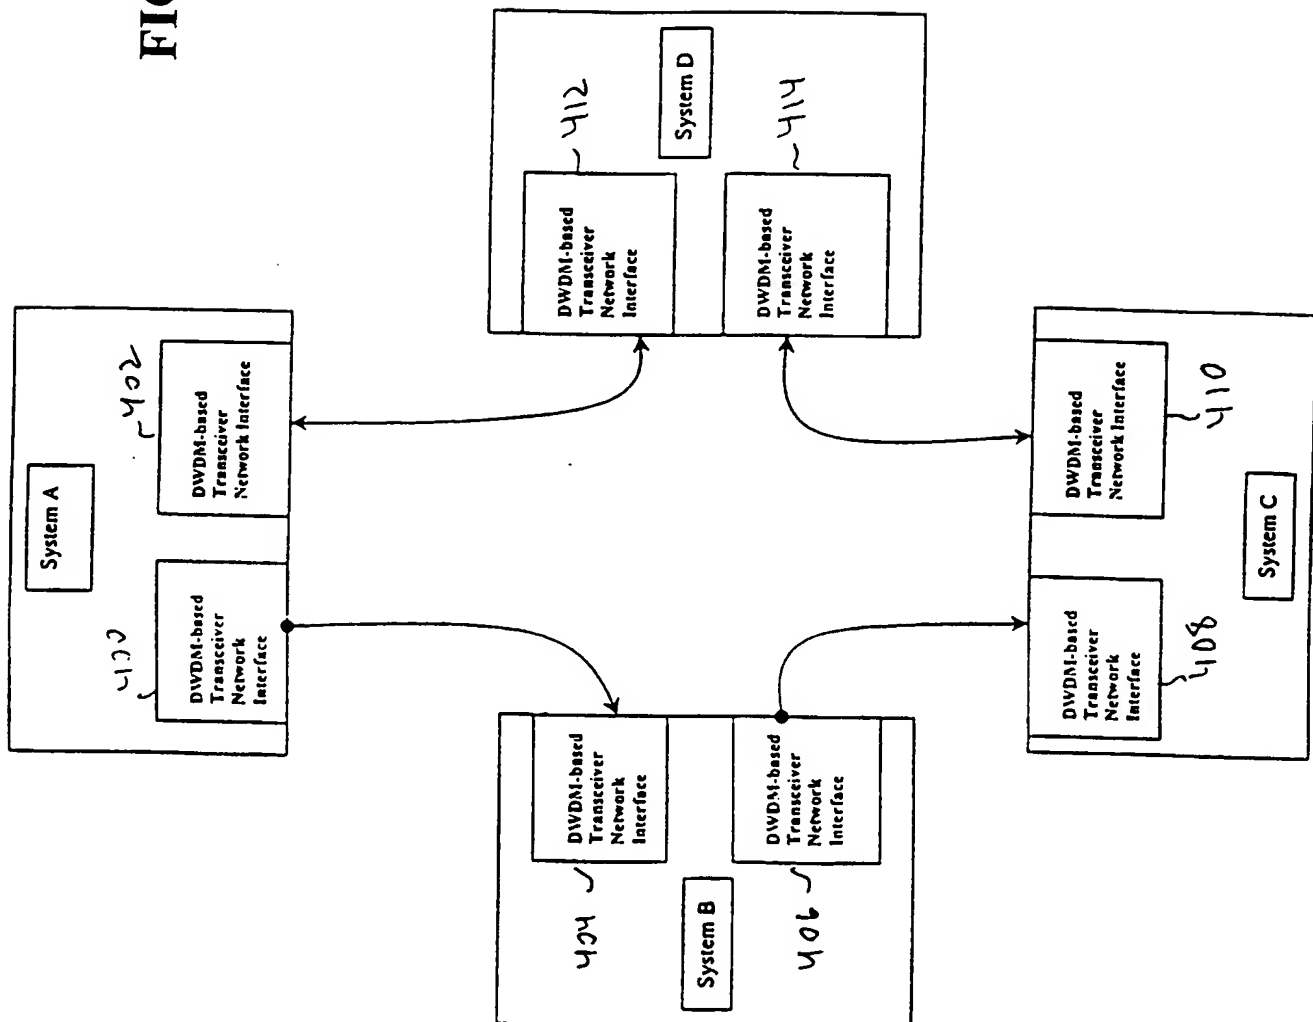 FIG
System A
400
DWDM-based
Transceiver
Network
Interface
402
DWDM-based
Transceiver
Network Interface
System B
404
DWDM-based
Transceiver
Network
Interface
406
DWDM-based
Transceiver
Network
Interface
System D
412
DWDM-based
Transceiver
Network
Interface
414
DWDM-based
Transceiver
Network
Interface
System C
408
DWDM-based
Transceiver
Network
Interface
410
DWDM-based
Transceiver
Network Interface